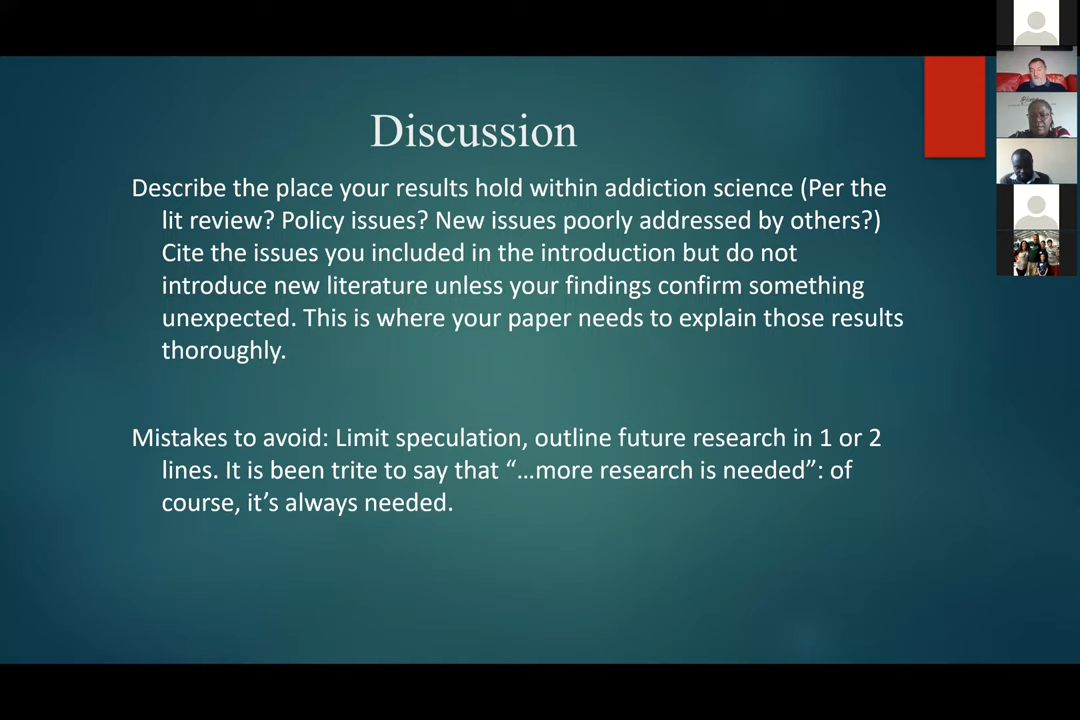 Discussion
Describe the place your results hold within addiction science (Per the
lit review? Policy issues? New issues poorly addressed by others?)
Cite the issues you included in the introduction but do not
introduce new literature unless your findings confirm something
unexpected. This is where your paper needs to explain those results
thoroughly.
Mistakes to avoid: Limit speculation, outline future research in 1 or 2
lines. It is been trite to say that “…more research is needed”: of
course, it’s always needed.